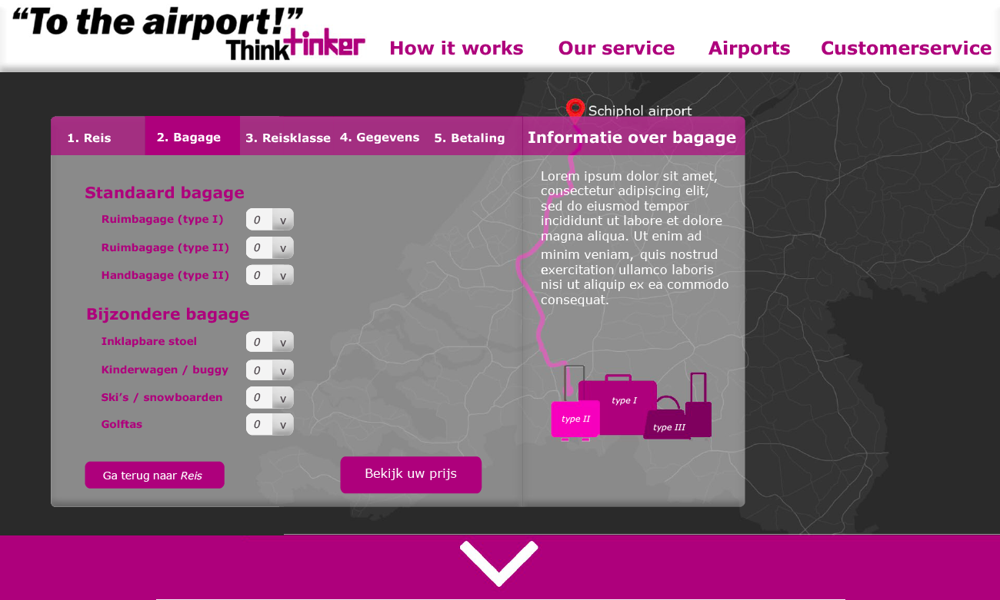 “To the airport!”
Think tinker
How it works
Our service
Airports
Customerservice
Schiphol airport
1. Reis
2. Bagage
3. Reisklasse
4. Gegevens
5. Betaling
Informatie over bagage
Standaard bagage
Ruimbagage (type I)
0 v
Ruimbagage (type II)
0 v
Handbagage (type II)
0 v
Bijzondere bagage
Inklapbare stoel
0 v
Kinderwagen / buggy
0 v
Ski’s / snowboarden
0 v
Golftas
0 v
Ga terug naar Reis
Bekijk uw prijs
Lorem ipsum dolor sit amet,
consectetur adipiscing elit,
sed do eiusmod tempor
incididunt ut labore et dolore
magna aliqua. Ut enim ad
minim veniam, quis nostrud
exercitation ullamco laboris
nisi ut aliquip ex ea commodo
consequat.
type I
type II
type III